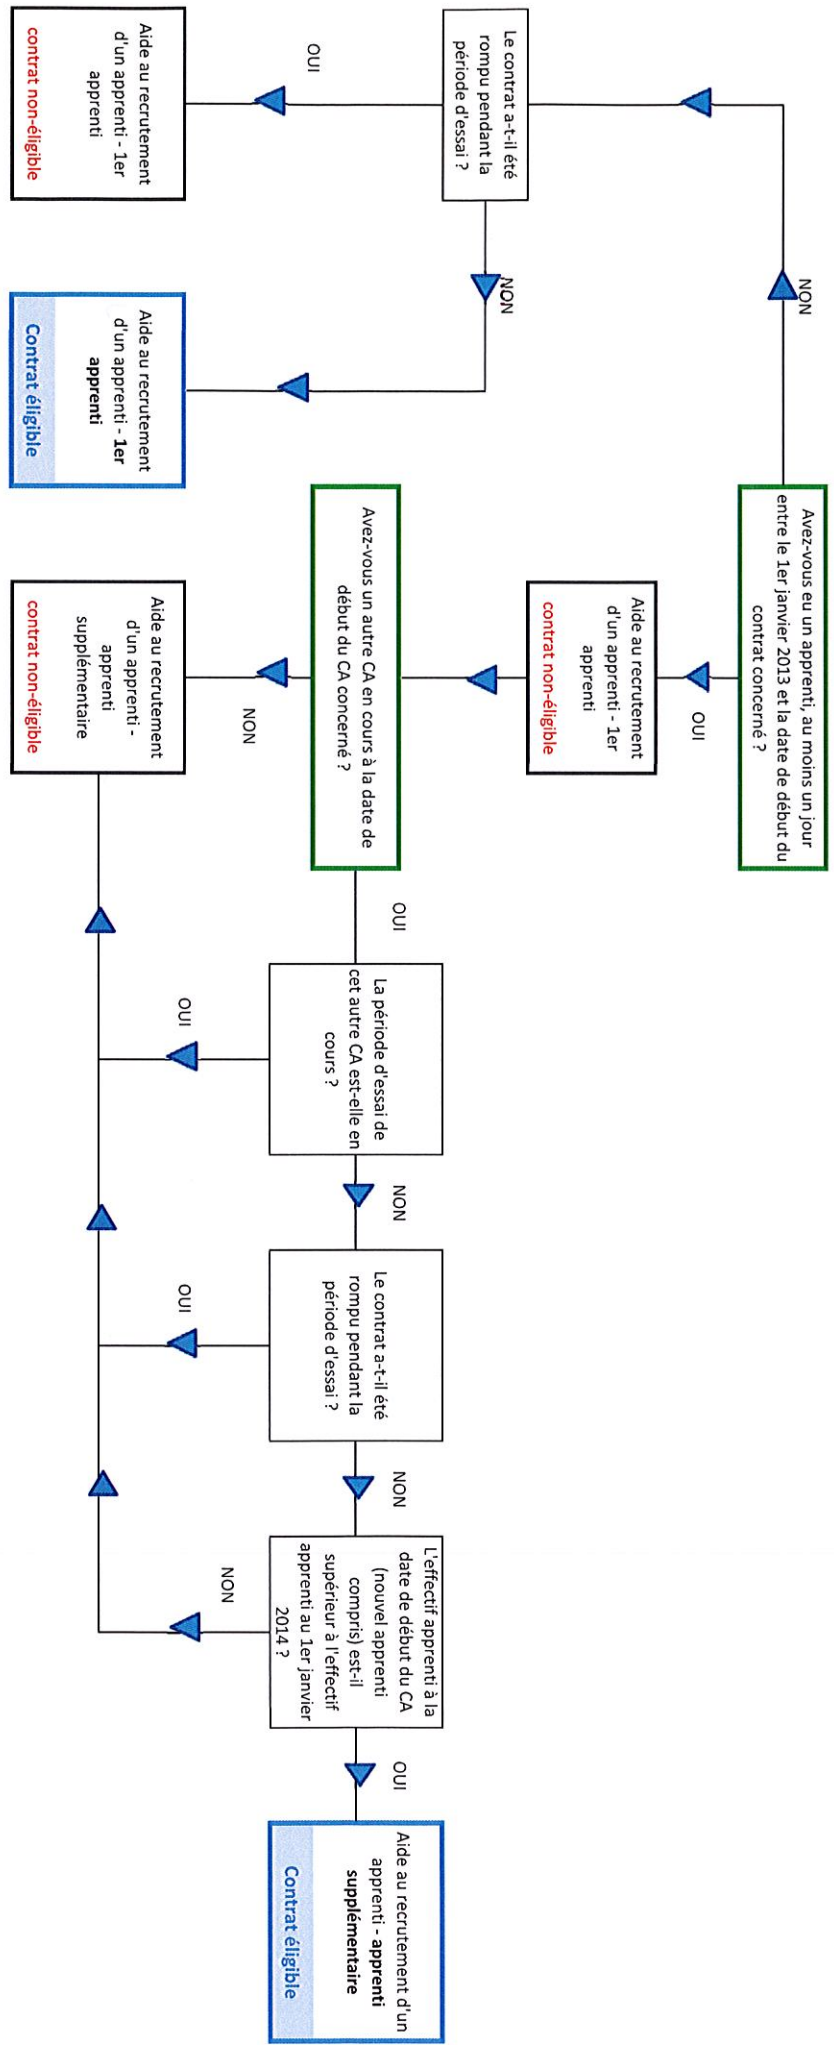 Avez-vous eu un apprenti, au moins un jour
entre le 1er janvier 2013 et la date de début du
contrat concerné ?
NON
OUI
Le contrat a-t-il été
rompu pendant la
période d'essai ?
Aide au recrutement
d'un apprenti - 1er
apprenti
contrat non-éligible
NON
OUI
Avez-vous un autre CA en cours à la date de
début du CA concerné ?
OUI
La période d'essai de
cet autre CA est-elle en
cours ?
NON
Le contrat a-t-il été
rompu pendant la
période d'essai ?
NON
L'effectif apprenti à la
date de début du CA
(nouvel apprenti
compris) est-il
supérieur à l'effectif
apprenti au 1er janvier
2014 ?
OUI
Aide au recrutement d'un
apprenti - apprenti
supplémentaire
Contrat éligible
NON
OUI
OUI
NON
Aide au recrutement
d'un apprenti - 1er
apprenti
contrat non-éligible
Aide au recrutement
d'un apprenti - 1er
apprenti
Contrat éligible
Aide au recrutement
d'un apprenti -
apprenti
supplémentaire
contrat non-éligible